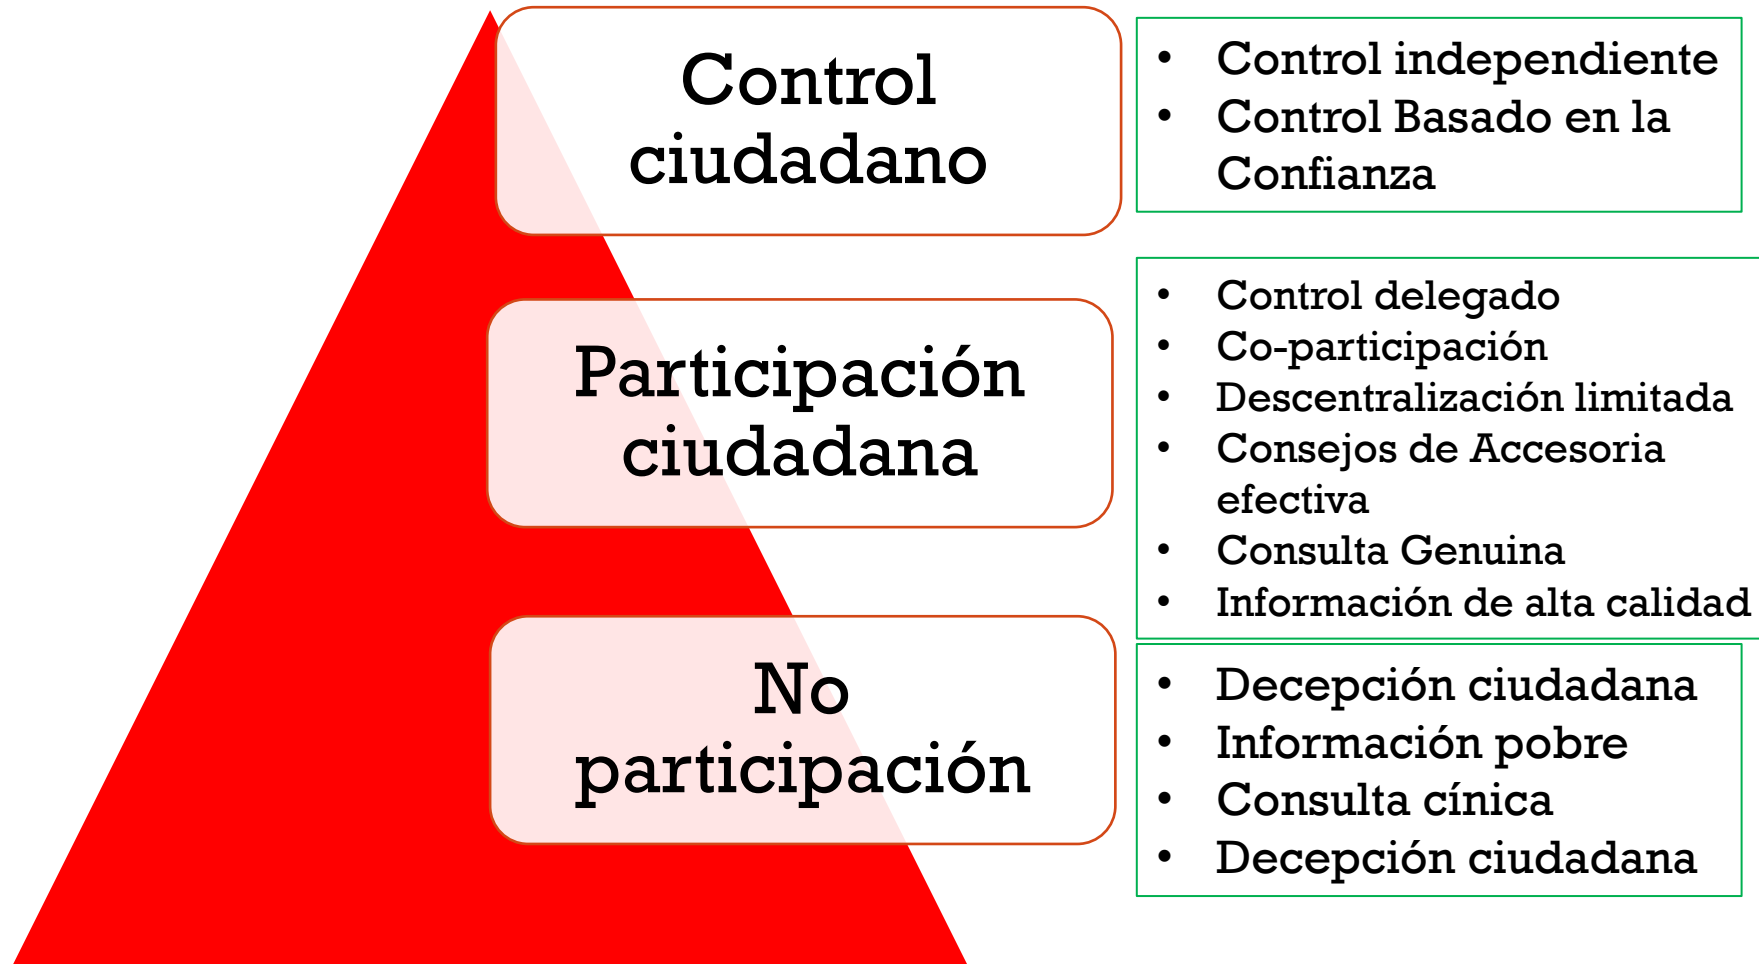 Control
ciudadano
• Control independiente
• Control Basado en la
Confianza
Participación
ciudadana
• Control delegado
• Co-participación
• Descentralización limitada
• Consejos de Accesoria
efectiva
• Consulta Genuina
• Información de alta calidad
No
participación
• Decepción ciudadana
• Información pobre
• Consulta cínica
• Decepción ciudadana